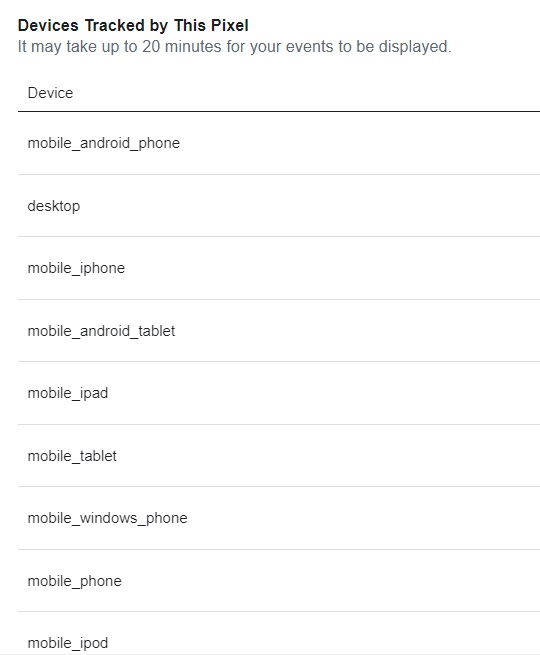 Devices Tracked by This Pixel
It may take up to 20 minutes for your events to be displayed.
Device
mobile_android_phone
desktop
mobile_iphone
mobile_android_tablet
mobile_ipad
mobile_tablet
mobile_windows_phone
mobile_phone
mobile_ipod